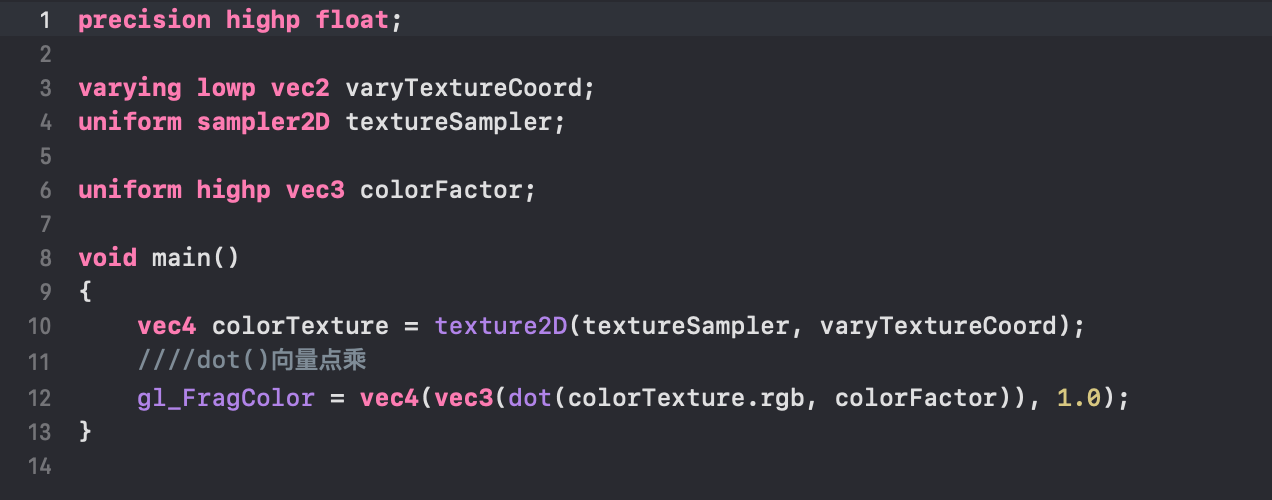 1 precision highp float;
2
3 varying lowp vec2 varyTextureCoord;
4 uniform sampler2D textureSampler;
5
6 uniform highp vec3 colorFactor;
7
8 void main()
9 {
10 vec4 colorTexture = texture2D(textureSampler, varyTextureCoord);
11 ////dot()向量点乘
12 gl_FragColor = vec4(vec3(dot(colorTexture.rgb, colorFactor)), 1.0);
13 }
14